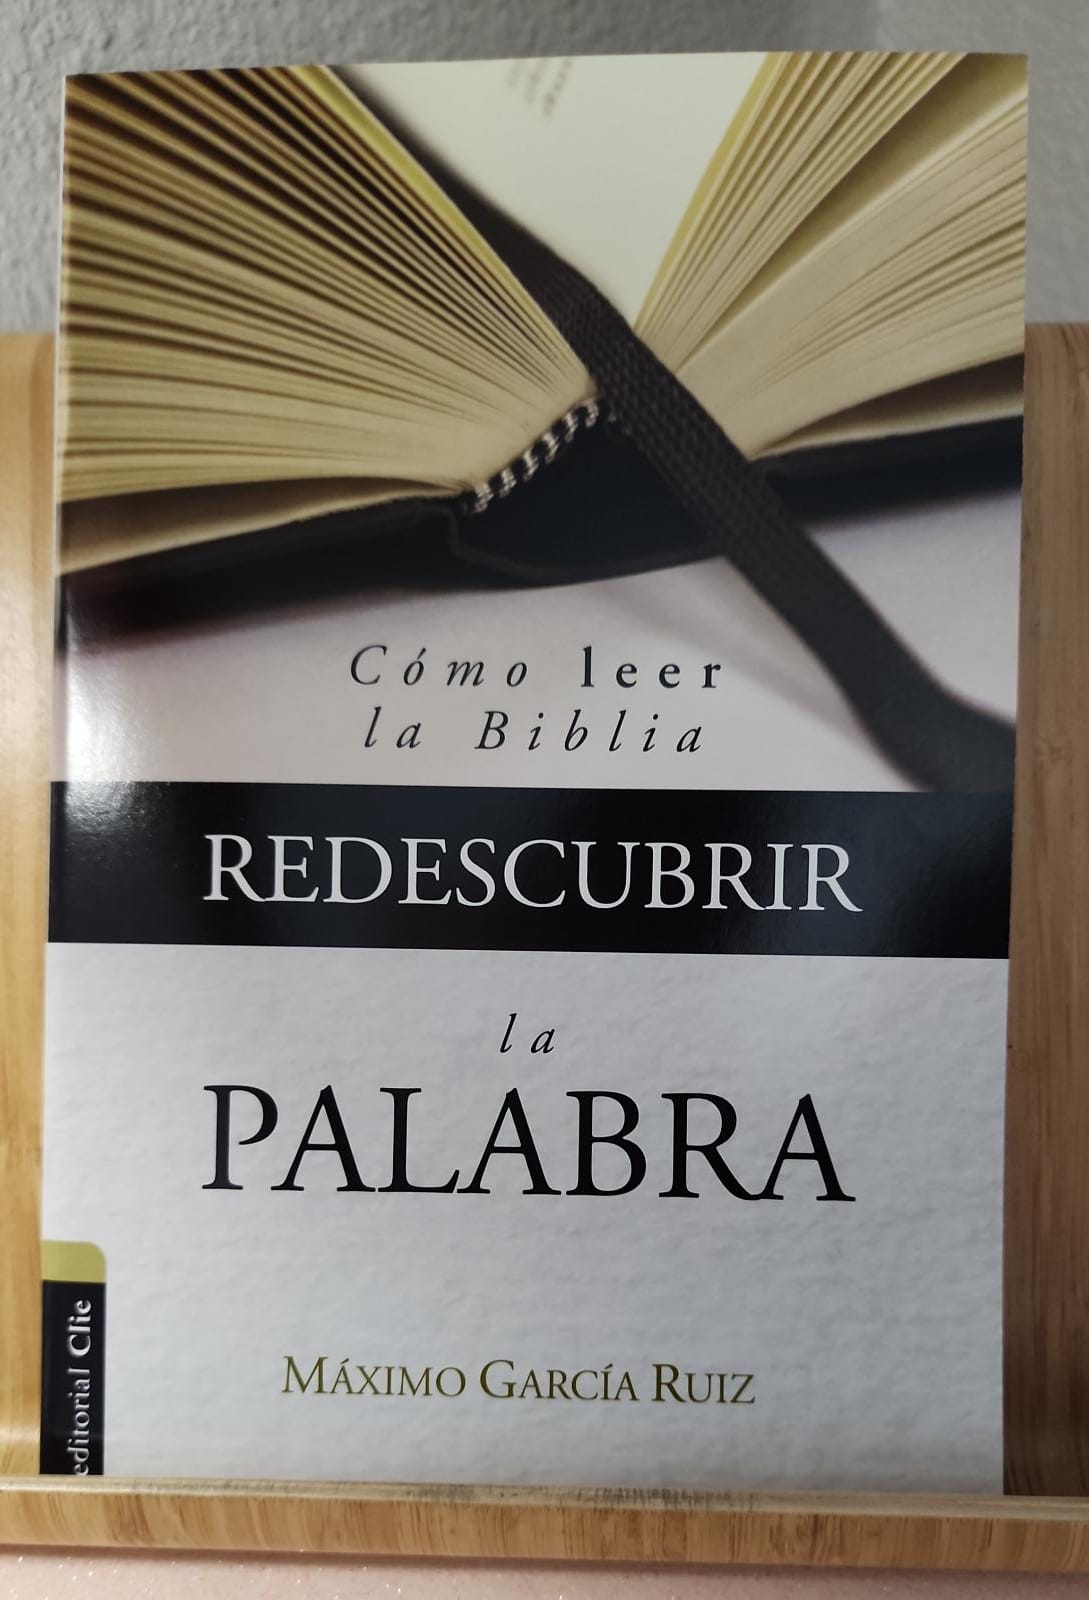 Cómo leer
la Biblia
REDESCUBRIR
la
PALABRA
MÁXIMO GARCÍA RUIZ
editorial Clie